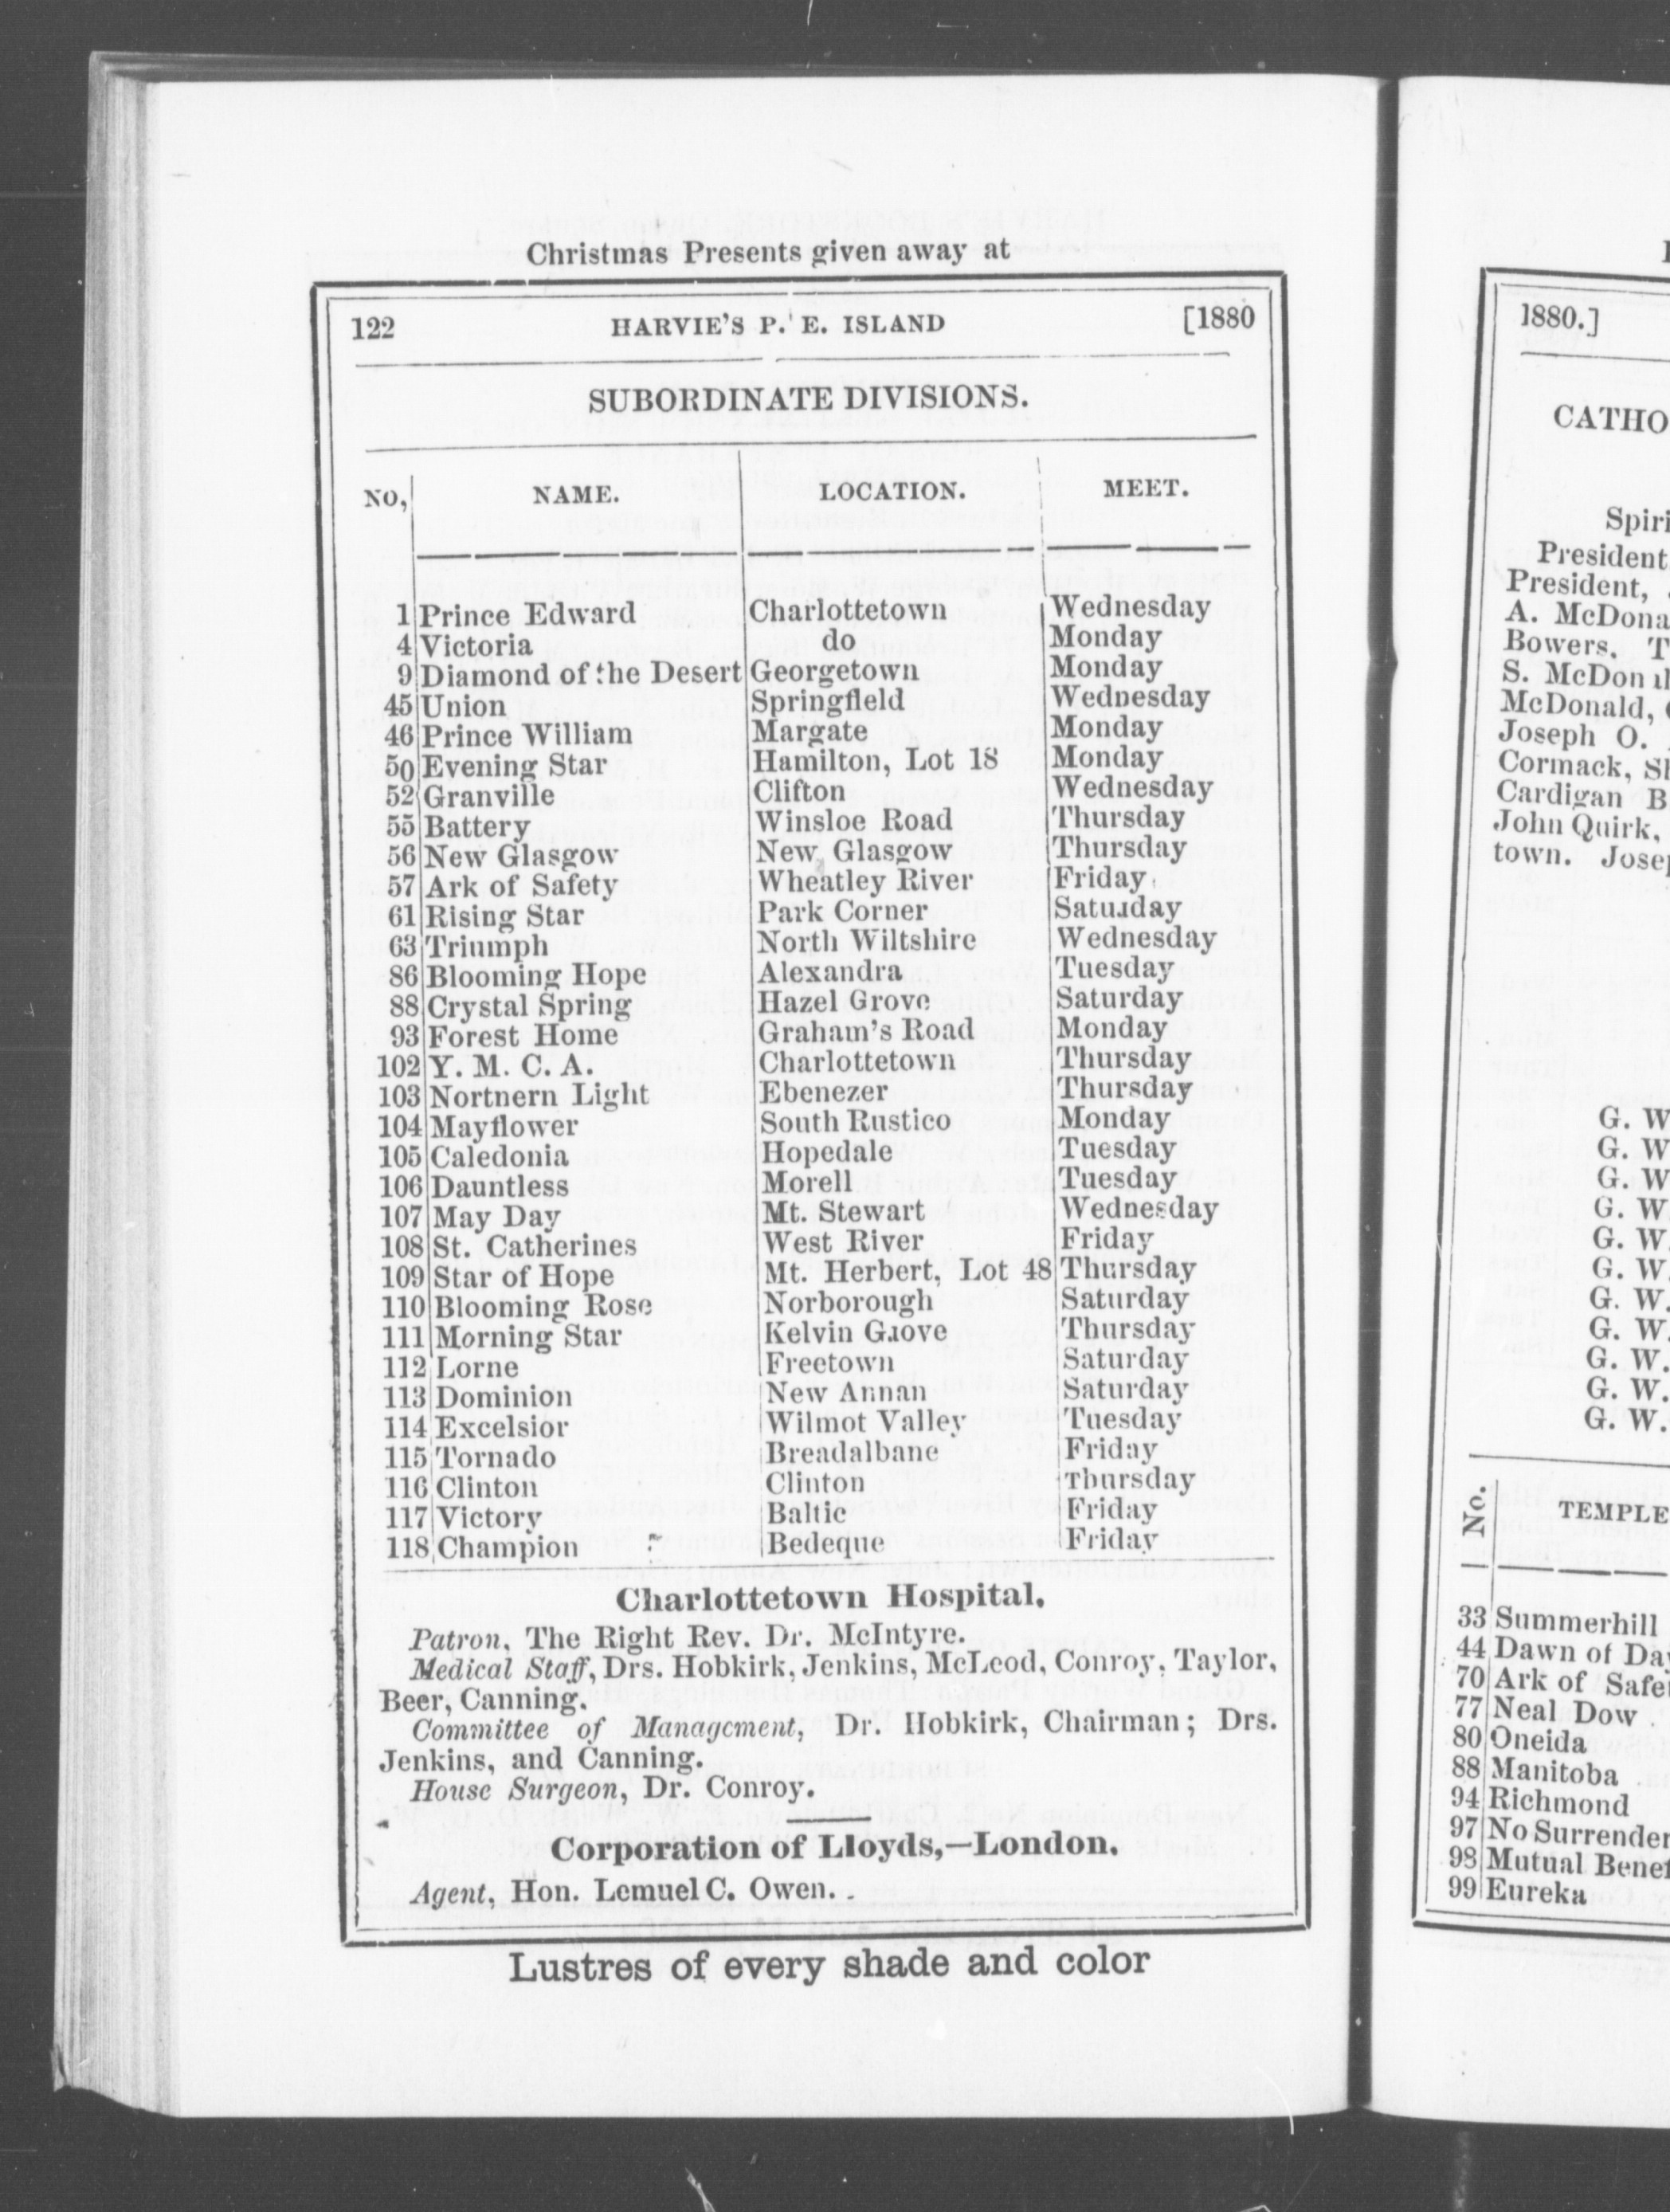 Christmas Presents given away at
122 HARVIE'S P. E. ISLAND [1880
SUBORDINATE DIVISIONS.
NO, NAME. LOCATION. MEET.
1 Prince Edward Charlottetown Wednesday
4 Victoria do Monday
9 Diamond of the Desert Georgetown Monday
45 Union Springfield Wednesday
46 Prince William Margate Monday
50 Evening Star Hamilton, Lot 18 Monday
52 Granville Clifton Wednesday
55 Battery Winsloe Road Thursday
56 New Glasgow New Glasgow Thursday
57 Ark of Safety Wheatley River Friday
61 Rising Star Park Corner Saturday
63 Triumph North Wiltshire Wednesday
86 Blooming Hope Alexandra Tuesday
88 Crystal Spring Hazel Grove Saturday
93 Forest Home Graham's Road Monday
102 Y. M. C. A. Charlottetown Thursday
103 Nortnern Light Ebenezer Thursday
104 Mayflower South Rustico Monday
105 Caledonia Hopedale Tuesday
106 Dauntless Morell Tuesday
107 May Day Mt. Stewart Wednesday
108 St. Catherines West River Friday
109 Star of Hope Mt. Herbert, Lot 48 Thursday
110 Blooming Rose Norborough Saturday
111 Morning Star Kelvin Grove Thursday
112 Lorne Freetown Saturday
113 Dominion New Annan Saturday
114 Excelsior Wilmot Valley Tuesday
115 Tornado Breadalbane Friday
116 Clinton Clinton Thursday
117 Victory Baltic Friday
118 Champion Bedeque Friday
Charlottetown Hospital.
Patron, The Right Rev. Dr. McIntyre.
Medical Staff, Drs. Hobkirk, Jenkins, McLeod, Conroy, Taylor,
Beer, Canning.
Committee of Management, Dr. Hobkirk, Chairman; Drs.
Jenkins, and Canning.
House Surgeon, Dr. Conroy.
Corporation of Lloyds,—London.
Agent, Hon. Lemuel C. Owen.
Lustres of every shade and color
1880.]
CATHO
Spiri
President
President,
A. McDona
Bowers. T
S. McDon
McDonald,
Joseph O.
Cormack, Sh
Cardigan B
John Quirk,
town. Josep
G. W
G. W
G. W
G. W.
G. W.
G. W.
G. W.
G. W.
G. W.
G. W.
G. W.
No. TEMPLE
33 Summerhill
44 Dawn of Day
70 Ark of Safe
77 Neal Dow
80 Oneida
88 Manitoba
94 Richmond
97 No Surrender
98 Mutual Benef
99 Eureka